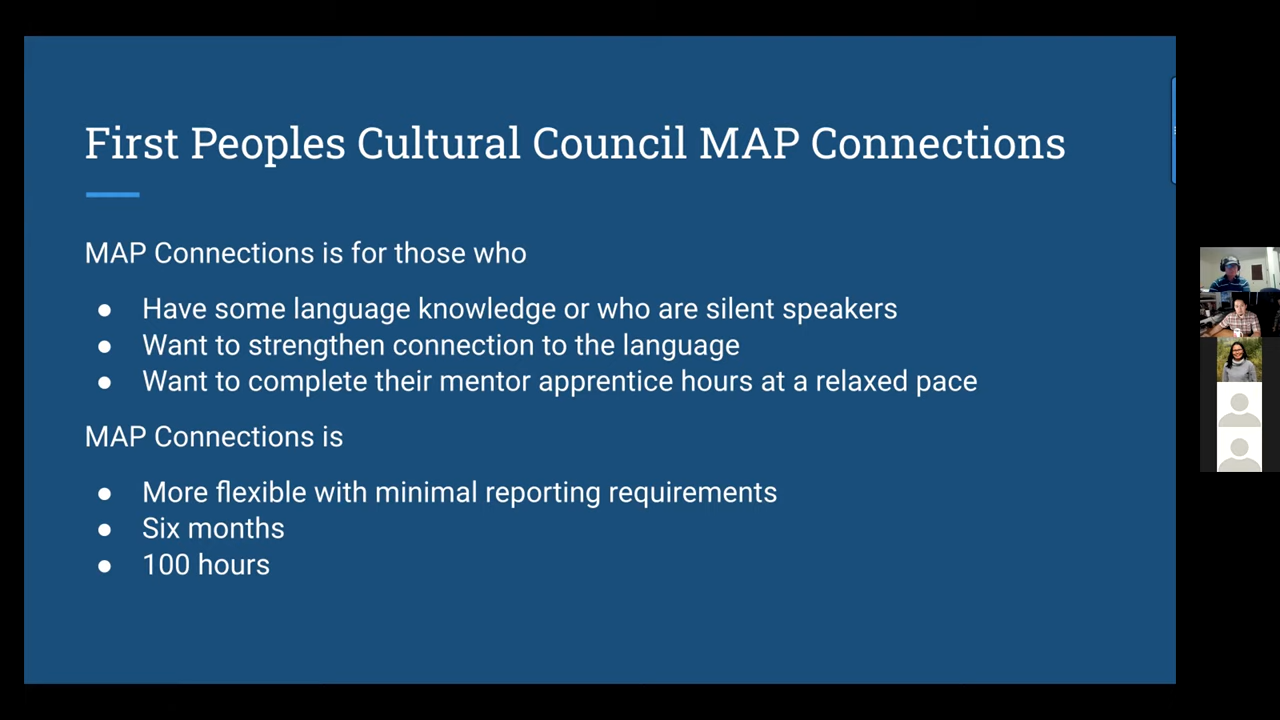 First Peoples Cultural Council MAP Connections
MAP Connections is for those who
● Have some language knowledge or who are silent speakers
● Want to strengthen connection to the language
● Want to complete their mentor apprentice hours at a relaxed pace
MAP Connections is
● More flexible with minimal reporting requirements
● Six months
● 100 hours